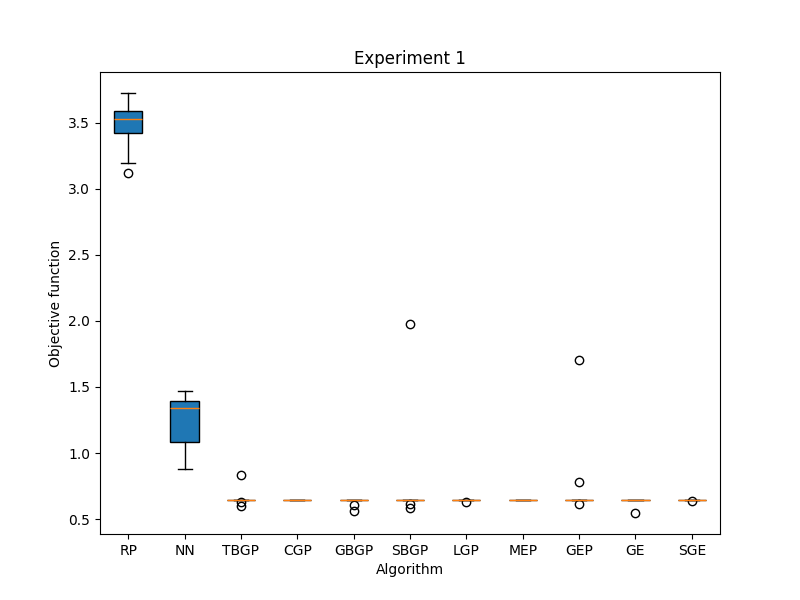 Experiment 1
Objective function
3.5
3.0
2.5
2.0
1.5
1.0
0.5
RP NN TBGP CGP GBGP SBGP LGP MEP GEP GE SGE
Algorithm